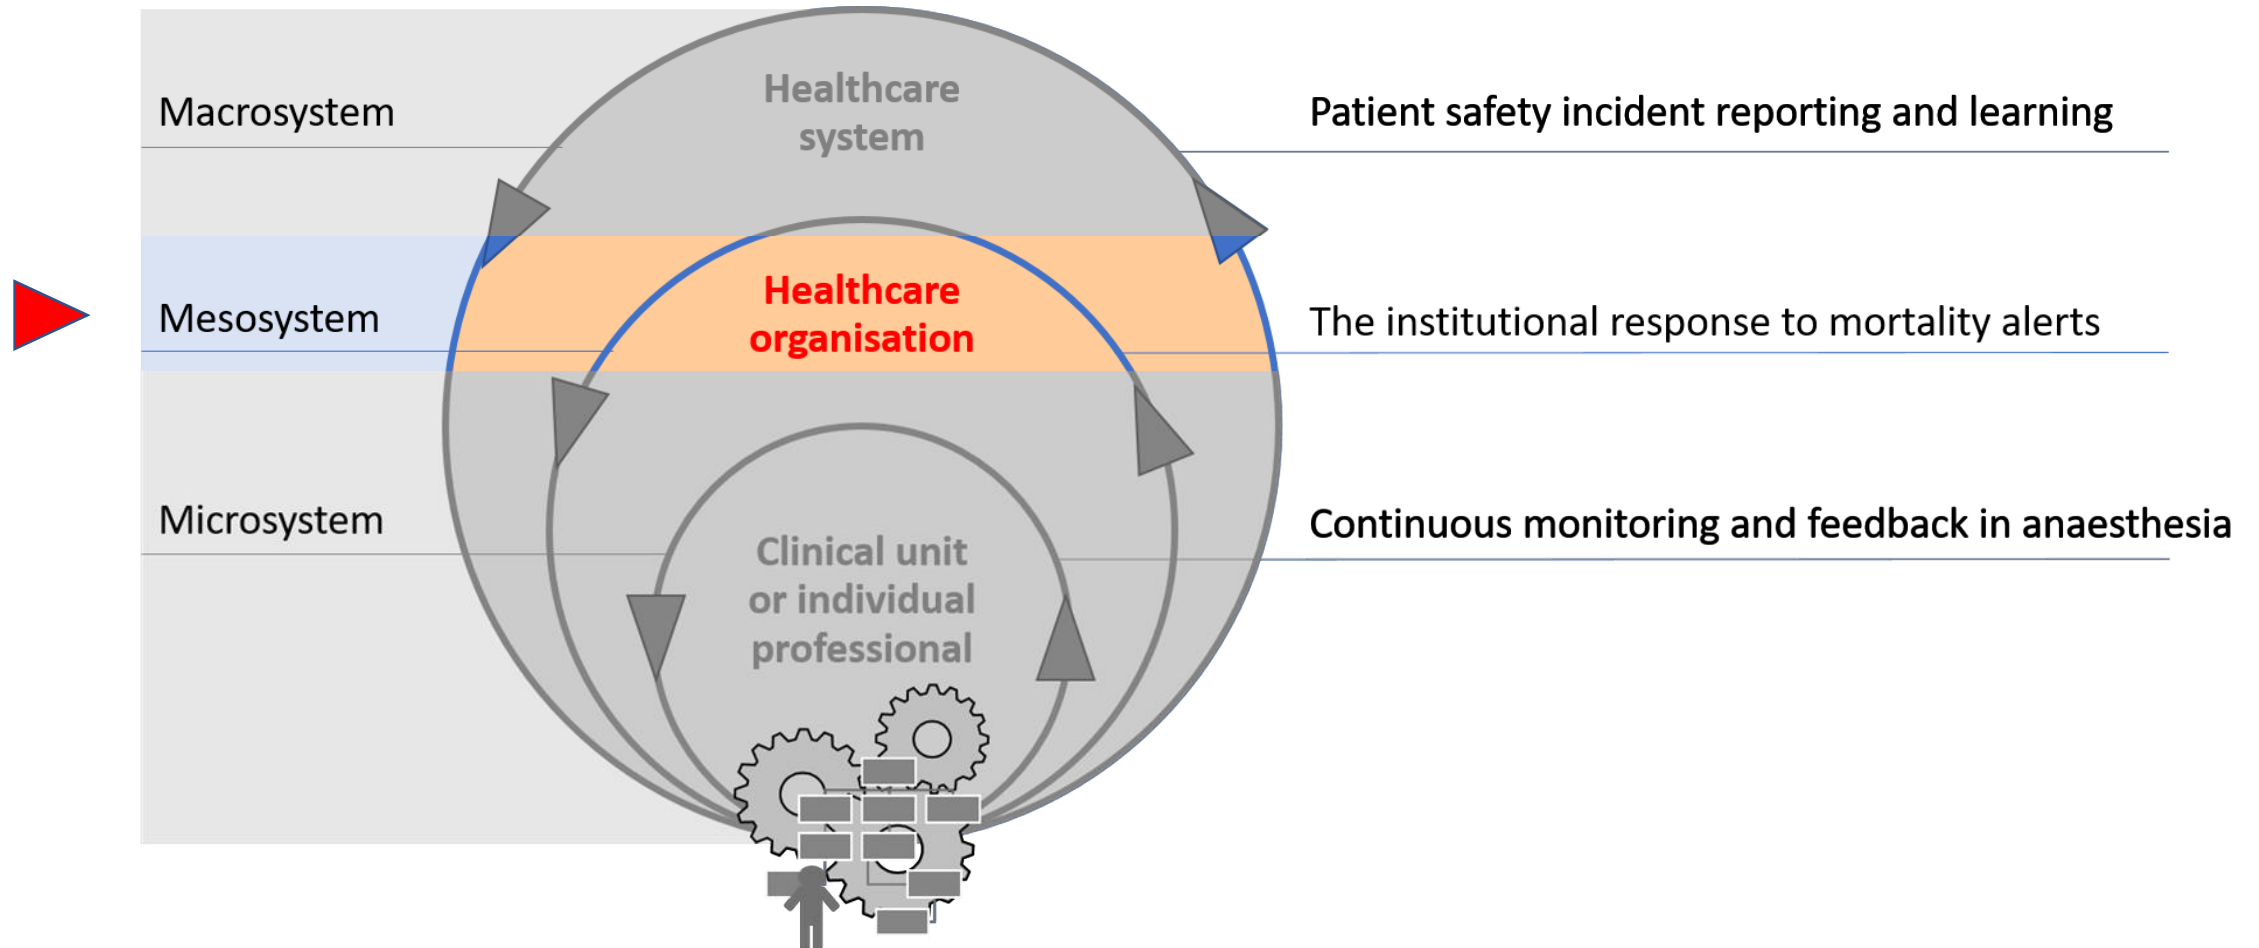 Macrosystem
Healthcare
system
Patient safety incident reporting and learning
Mesosystem
Healthcare
organisation
The institutional response to mortality alerts
Microsystem
Clinical unit
or individual
professional
Continuous monitoring and feedback in anaesthesia